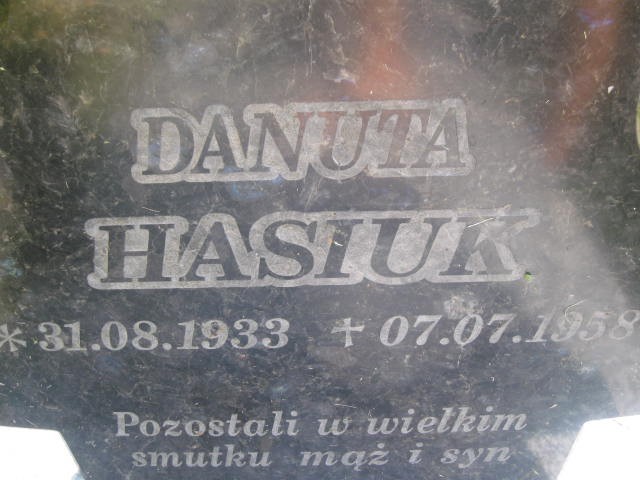 DANUTA
HASIUK
* 31.08.1933 ✝ 07.07.1958
Pozostali w wielkim
smutku mąż i syn